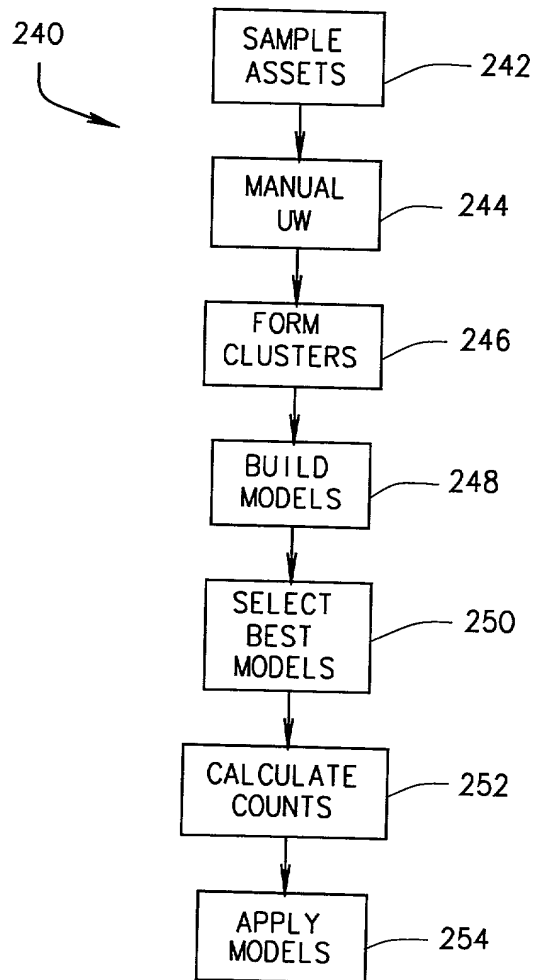 240
SAMPLE
ASSETS
242
MANUAL
UW
244
FORM
CLUSTERS
246
BUILD
MODELS
248
SELECT
BEST
MODELS
250
CALCULATE
COUNTS
252
APPLY
MODELS
254